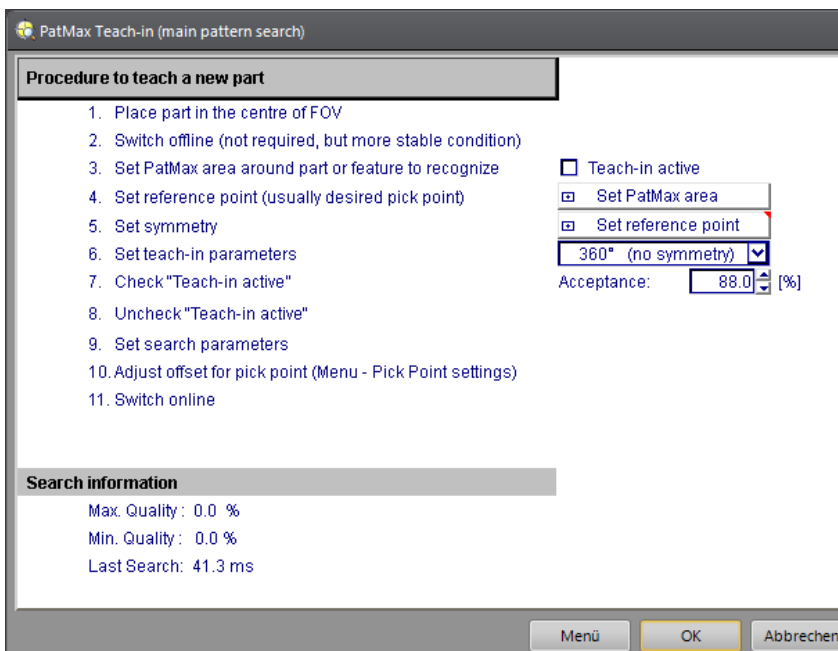 PatMax Teach-in (main pattern search)
Procedure to teach a new part
1. Place part in the centre of FOV
2. Switch offline (not required, but more stable condition)
3. Set PatMax area around part or feature to recognize
4. Set reference point (usually desired pick point)
5. Set symmetry
6. Set teach-in parameters
7. Check "Teach-in active"
8. Uncheck "Teach-in active"
9. Set search parameters
10. Adjust offset for pick point (Menu - Pick Point settings)
11. Switch online
Teach-in active
Set PatMax area
Set reference point
360° (no symmetry)
Acceptance: 88.0 [%]
Search information
Max. Quality : 0.0 %
Min. Quality : 0.0 %
Last Search: 41.3 ms
Menü OK Abbrechen